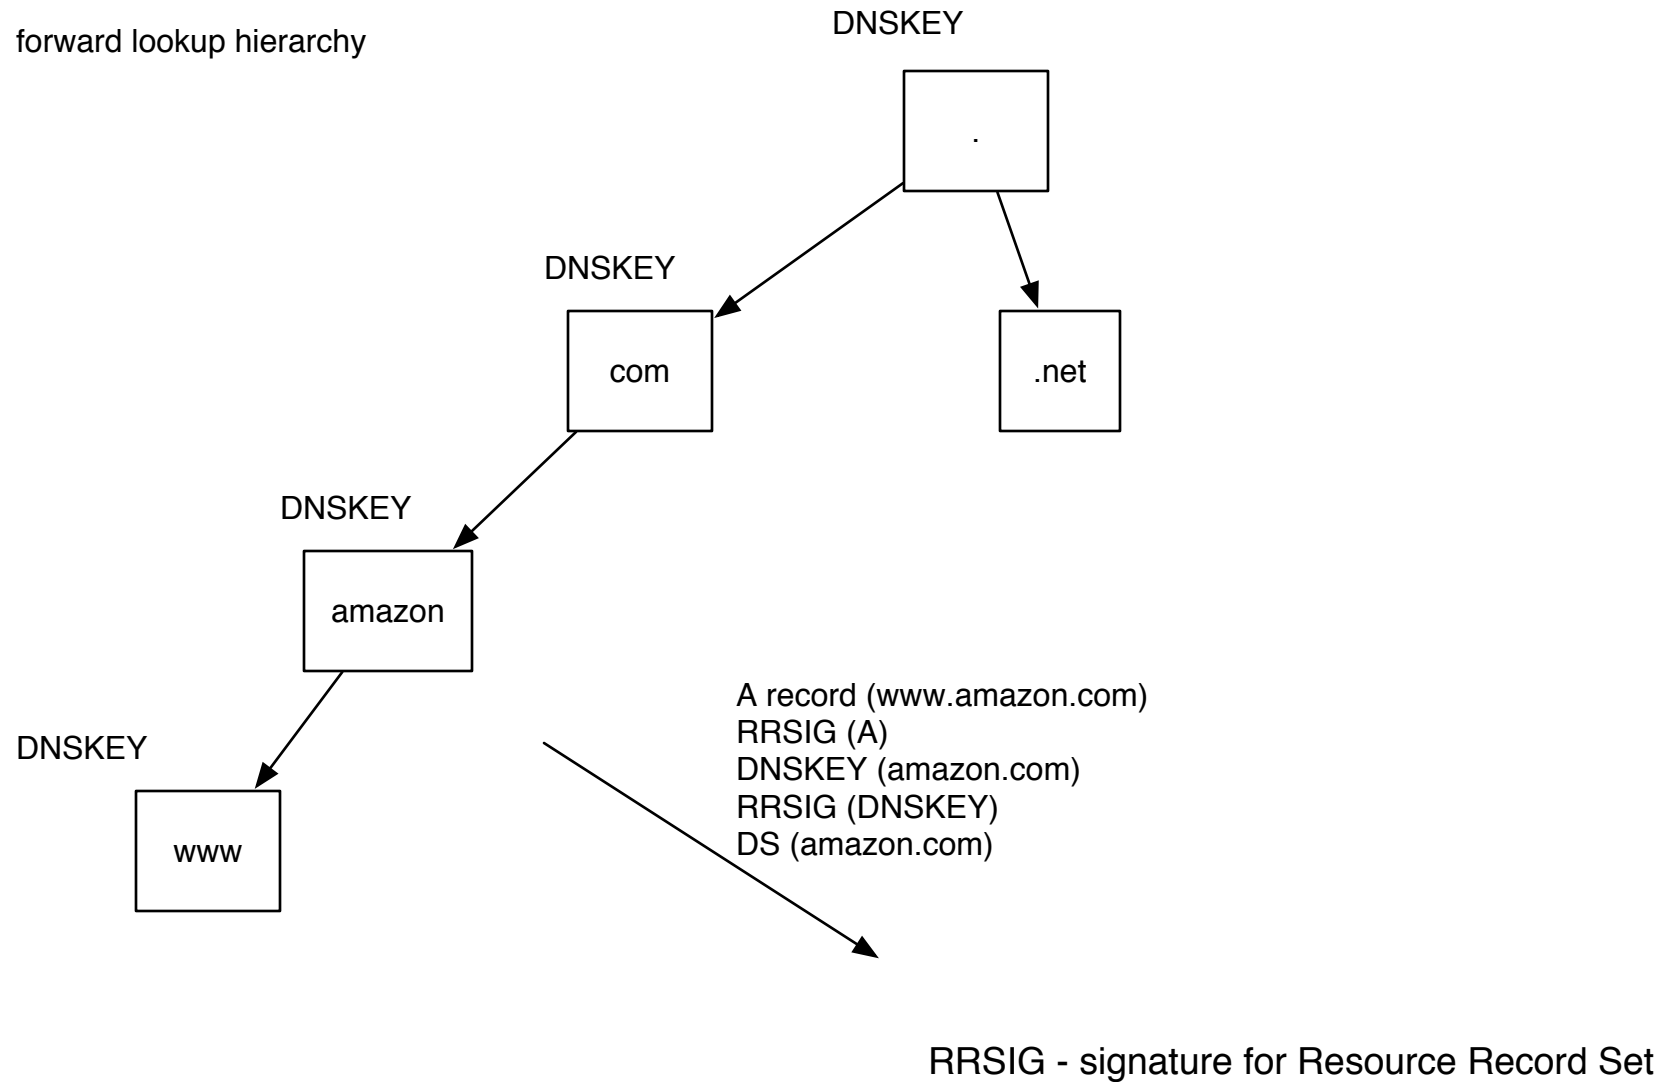 forward lookup hierarchy
DNSKEY
.
DNSKEY
com
.net
DNSKEY
amazon
DNSKEY
www
A record (www.amazon.com)
RRSIG (A)
DNSKEY (amazon.com)
RRSIG (DNSKEY)
DS (amazon.com)
RRSIG - signature for Resource Record Set